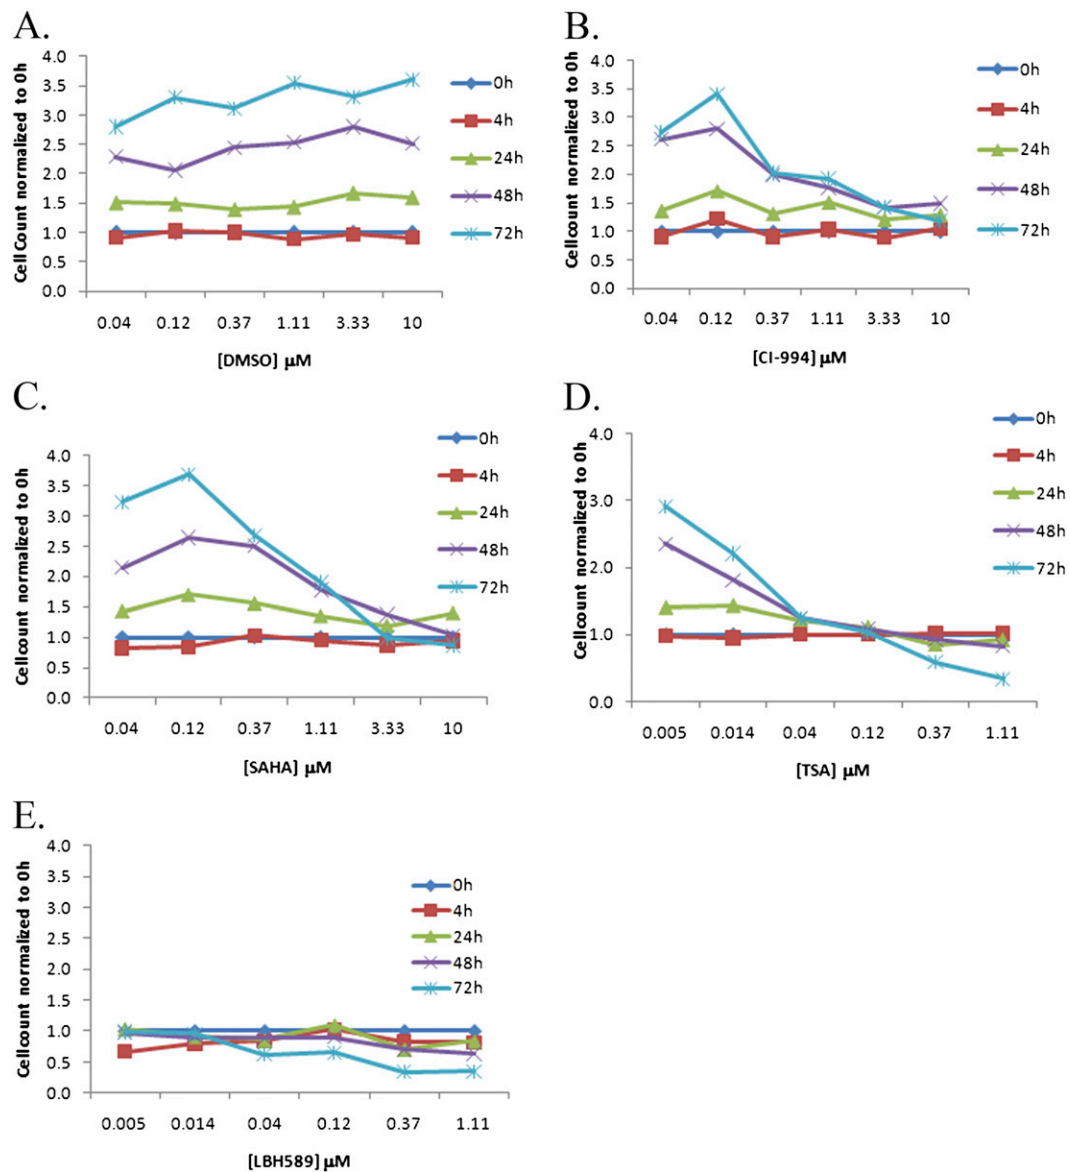 A.
CellCount normalized to 0h
4.0
3.5
3.0
2.5
2.0
1.5
1.0
0.5
0.0
0.04 0.12 0.37 1.11 3.33 10
[DMSO] µM
0h
4h
24h
48h
72h
B.
Cellcount normalized to 0h
4.0
3.5
3.0
2.5
2.0
1.5
1.0
0.5
0.0
0.04 0.12 0.37 1.11 3.33 10
[CI-994] µM
0h
4h
24h
48h
72h
C.
Cellcount normalized to 0h
4.0
3.5
3.0
2.5
2.0
1.5
1.0
0.5
0.0
0.04 0.12 0.37 1.11 3.33 10
[SAHA] µM
0h
4h
24h
48h
72h
D.
Cellcount normalized to 0h
4.0
3.0
2.0
1.0
0.0
0.005 0.014 0.04 0.12 0.37 1.11
[TSA] µM
0h
4h
24h
48h
72h
E.
Cellcount normalized to 0h
4.0
3.5
3.0
2.5
2.0
1.5
1.0
0.5
0.0
0.005 0.014 0.04 0.12 0.37 1.11
[LBH589] µM
0h
4h
24h
48h
72h